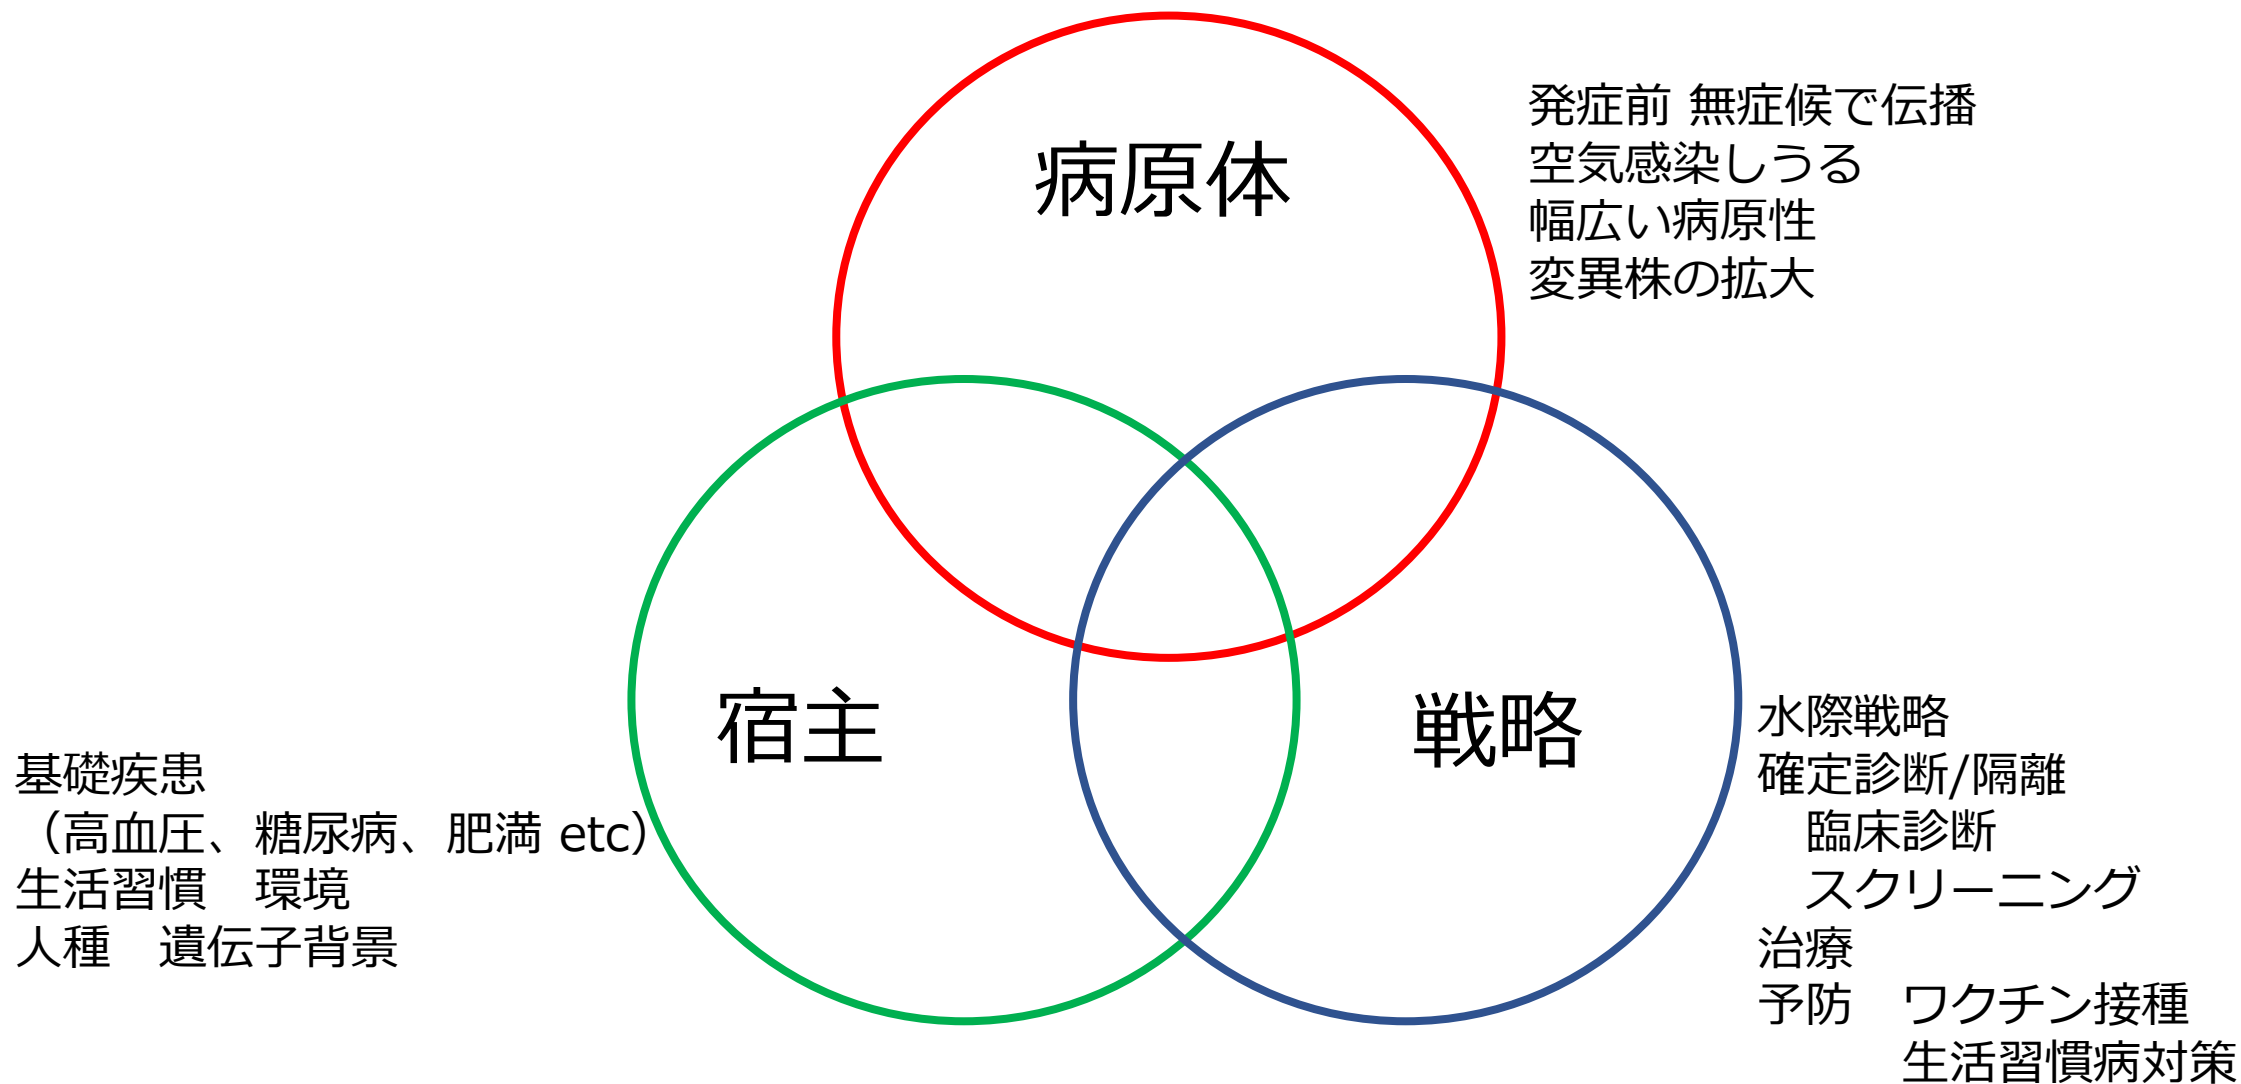 病原体
発症前 無症候で伝播
空気感染しうる
幅広い病原性
変異株の拡大
宿主
基礎疾患
（高血圧、糖尿病、肥満 etc）
生活習慣　環境
人種　遺伝子背景
戦略
水際戦略
確定診断/隔離
　臨床診断
　スクリーニング
治療
予防　ワクチン接種
　　　生活習慣病対策